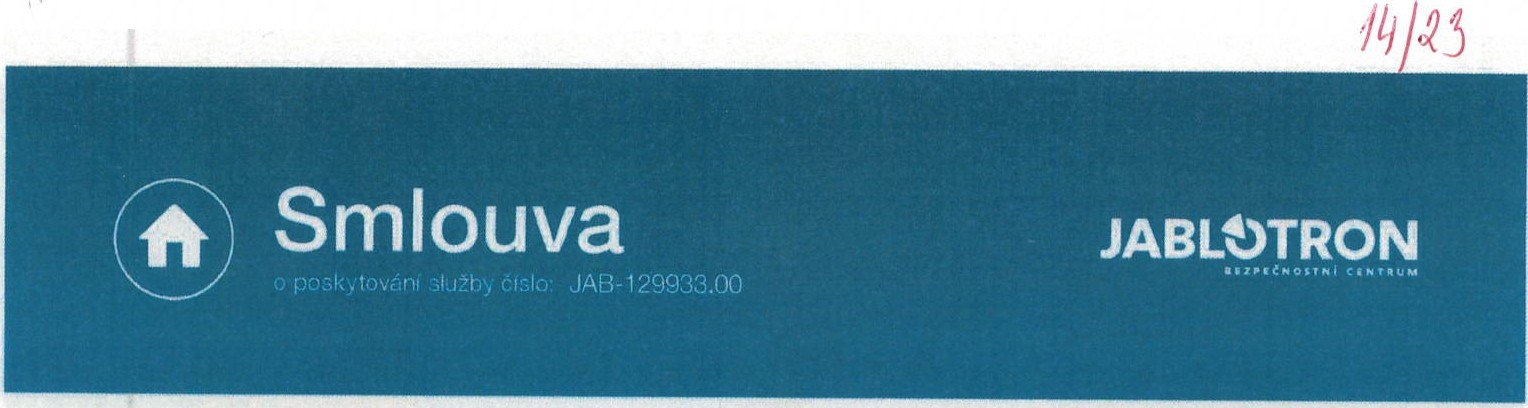 14/23
Smlouva
o poskytování služby číslo: JAB-129933.00
JABLOTRON
BEZPEČNOSTNÍ CENTRUM